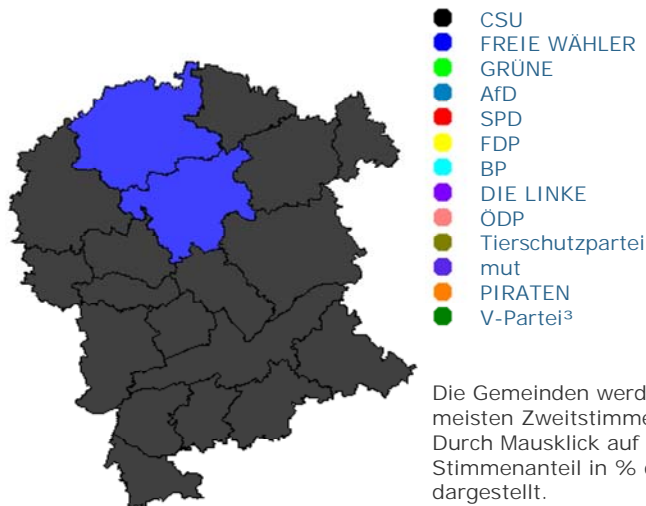 CSU
FREIE WÄHLER
GRÜNE
AfD
SPD
FDP
BP
DIE LINKE
ÖDP
Tierschutzpartei
mut
PIRATEN
V-Partei³
Die Gemeinden werd
meisten Zweitstimme
Durch Mausklick auf
Stimmenanteil in %
dargestellt.